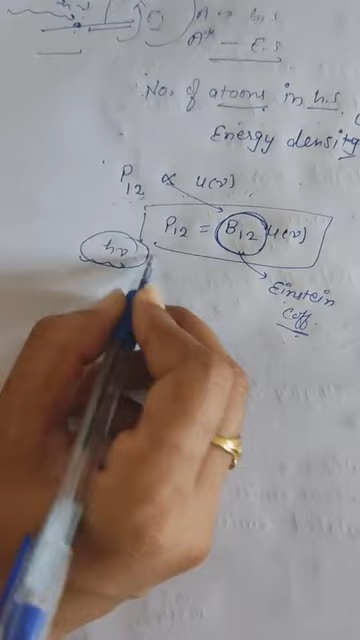 hν
A → G.S
A* – E.S
No. of atoms in G.S.
Energy density
P12 ∝ u(ν)
P12 = B12 u(ν)
Einstein
Coff.